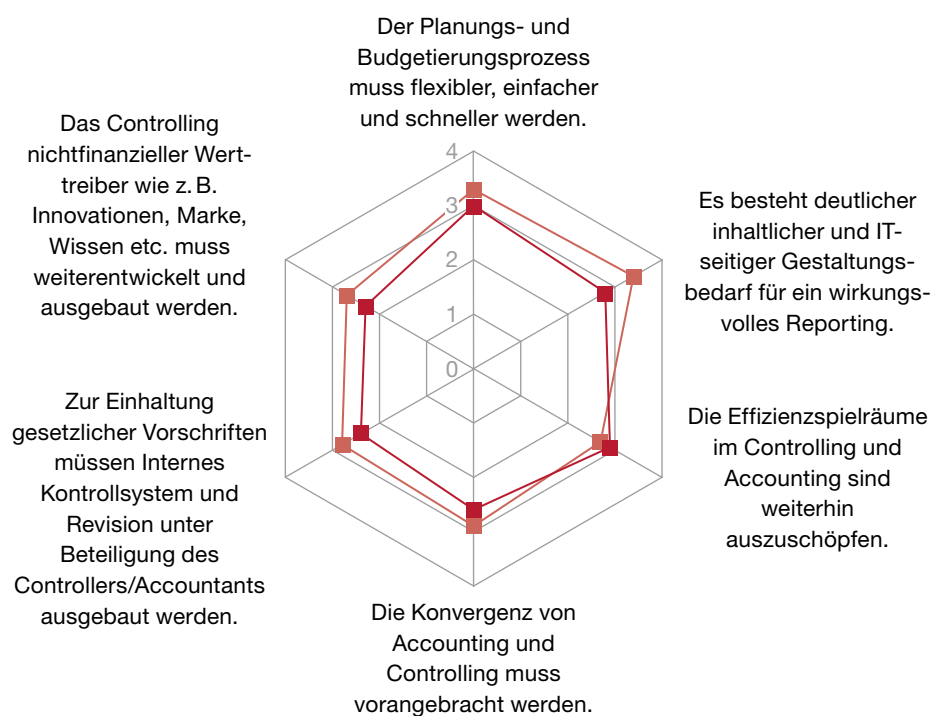 Der Planungs- und
Budgetierungsprozess
muss flexibler, einfacher
und schneller werden.
Das Controlling
nichtfinanzieller Wert-
treiber wie z. B.
Innovationen, Marke,
Wissen etc. muss
weiterentwickelt und
ausgebaut werden.
4
3
2
1
0
Es besteht deutlicher
inhaltlicher und IT-
seitiger Gestaltungs-
bedarf für ein wirkungs-
volles Reporting.
Zur Einhaltung
gesetzlicher Vorschriften
müssen Internes
Kontrollsystem und
Revision unter
Beteiligung des
Controllers/Accountants
ausgebaut werden.
Die Effizienzspielräume
im Controlling und
Accounting sind
weiterhin
auszuschöpfen.
Die Konvergenz von
Accounting und
Controlling muss
vorangebracht werden.